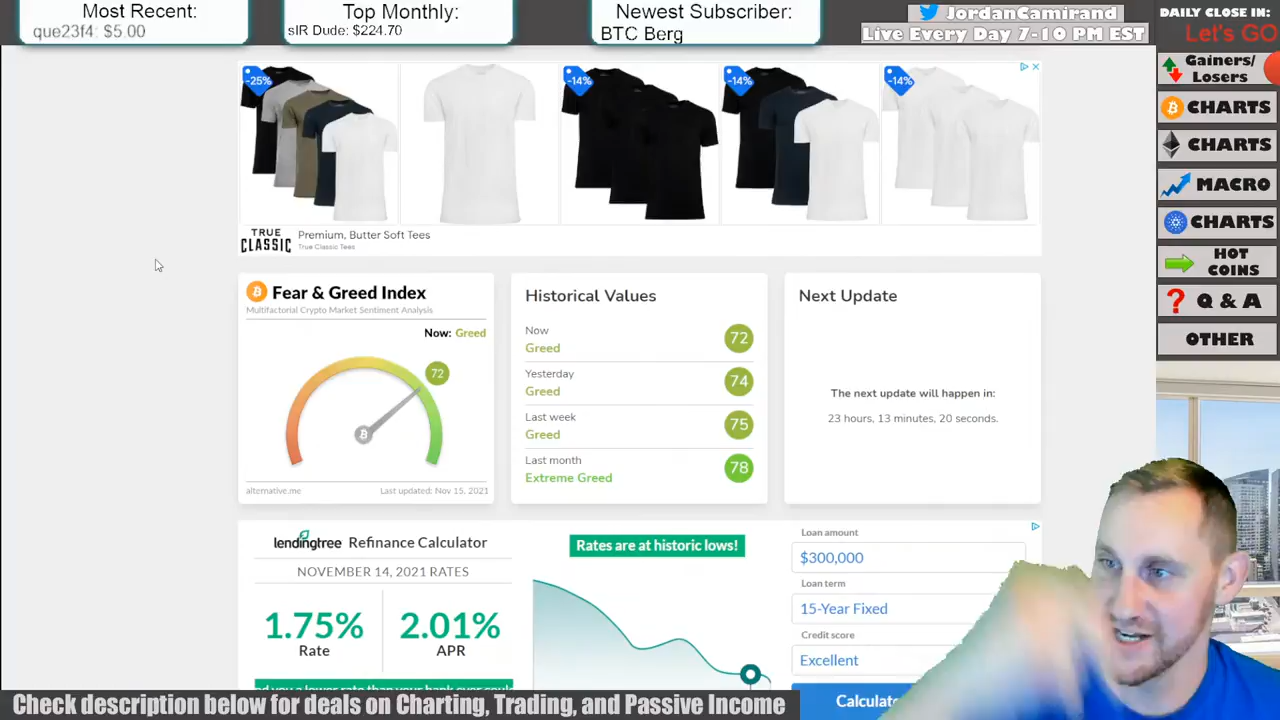 Most Recent:
que23f4: $5.00
Top Monthly:
sIR Dude: $224.70
Newest Subscriber:
BTC Berg
JordanCamirand
Live Every Day 7-10 PM EST
DAILY CLOSE IN:
Let's GO
Gainers/
Losers
CHARTS
CHARTS
MACRO
CHARTS
HOT
COINS
Q & A
OTHER
-25%
-14%
-14%
-14%
TRUE
CLASSIC
Premium, Butter Soft Tees
True Classic Tees
Fear & Greed Index
Multifactorial Crypto Market Sentiment Analysis
Now: Greed
72
alternative.me
Last updated: Nov 15, 2021
Historical Values
Now
Greed
72
Yesterday
Greed
74
Last week
Greed
75
Last month
Extreme Greed
78
Next Update
The next update will happen in:
23 hours, 13 minutes, 20 seconds.
lendingtree Refinance Calculator
NOVEMBER 14, 2021 RATES
1.75%
Rate
2.01%
APR
Rates are at historic lows!
Loan amount
$300,000
Loan term
15-Year Fixed
Credit score
Excellent
Calculate
Check description below for deals on Charting, Trading, and Passive Income